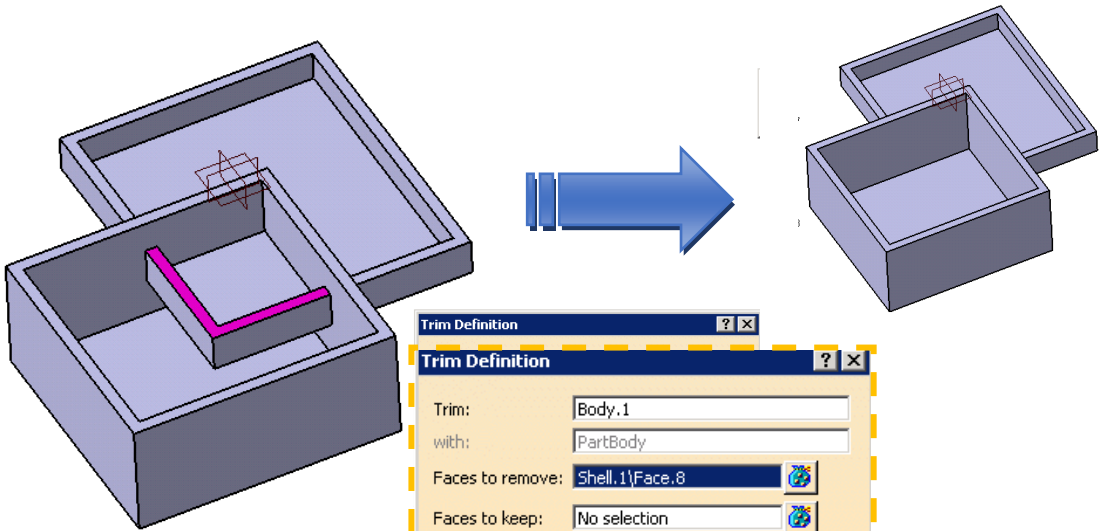 Trim Definition
Trim Definition
Trim: Body.1
with: PartBody
Faces to remove: Shell.1\Face.8
Faces to keep: No selection